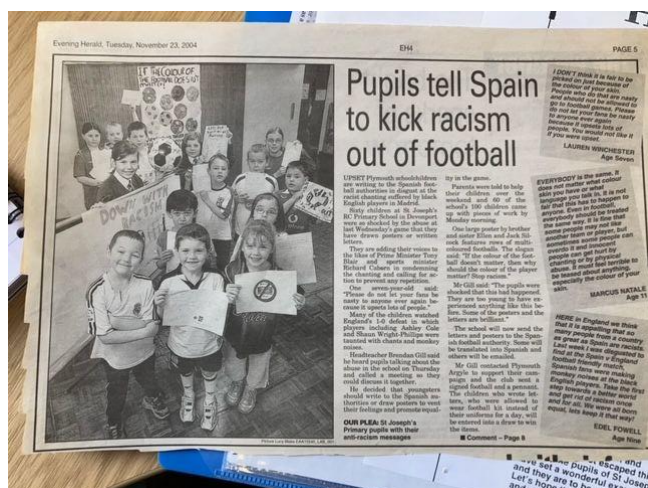 Evening Herald, Tuesday, November 23, 2004
EH4
PAGE 5
IF THE COLOUR OF
DOWN WITH
Pupils tell Spain
to kick racism
out of football
UPSET Plymouth schoolchildren
are writing to the Spanish foot-
ball authorities in disgust at the
racist chanting suffered by black
English players in Madrid.
Sixty children at St Joseph's
RC Primary School in Devonport
were so shocked by the abuse at
last Wednesday's game that they
have drawn posters or written
letters.
They are adding their voices to
the likes of Prime Minister Tony
Blair and sports minister
Richard Caborn in condemning
the chanting and calling for ac-
tion to prevent any repetition.
One seven-year-old said:
"Please do not let your fans be
nasty to anyone ever again be-
cause it upsets lots of people."
Many of the children watched
England's 1-0 defeat in which
players including Ashley Cole
and Shaun Wright-Phillips were
taunted with chants and monkey
noises.
Headteacher Brendan Gill said
he heard pupils talking about the
abuse in the school on Thursday
and called a meeting so they
could discuss it together.
He decided that youngsters
should write to the Spanish au-
thorities or draw posters to vent
their feelings and promote equal-
OUR PLEA: St Joseph's
Primary pupils with their
anti-racism messages
ity in the game.
Parents were told to help
their children over the
weekend and 60 of the
school's 100 children came
up with pieces of work by
Monday morning.
One large poster by brother
and sister Ellen and Jack
features rows of multi-
coloured footballs. The slogan
said: "If the colour of the foot-
ball doesn't matter, then why
should the colour of the player
matter? Stop racism."
Mr Gill said: "The pupils were
shocked that this had happened.
They are too young to have ex-
perienced anything like this be-
fore. Some of the posters and the
letters are brilliant."
The school will now send the
letters and posters to the Span-
ish football authority. Some will
be translated into Spanish and
others will be emailed.
Mr Gill contacted Plymouth
Argyle to support their cam-
paign and the club sent a
signed football and a pennant.
The children who wrote let-
ters, who were allowed to
wear football kit instead of
their uniforms for a day, will
be entered into a draw to win
the items.
■ Comment – Page 8
I DON'T think it is fair to be
picked on just because of
the colour of your skin.
People who do that are nasty
and should not be allowed to
go to football games. Please
do not let your fans be nasty
to anyone ever again
because it upsets lots of
people. You would not like it
if you were upset.
LAUREN WINCHESTER
Age Seven
EVERYBODY is the same. It
does not matter what colour
skin you have or what
language you talk in. It is not
fair that this has to happen
to anyone. Even in football,
everybody should be treated
the same way. It is fine that
some people may not like
another team or player, but
sometimes some people can
words and innocent
people can get hurt by
chanting or by physical
abuse. It must be terrible to
be teased about anything,
especially the colour of your
skin.
MARCUS NATALE
Age 11
HERE in England we think
that it is appalling that so
many people from a country
as great as Spain are racists.
Last week I was disgusted to
find at the Spain v England
football friendly match,
Spanish fans were making
monkey noises at the black
English players. Take the first
step towards a better world
and get rid of racism once
and for all. We were all born
equal, lets keep it that way!
EDEL FOWELL
Age Nine
escaped th
and
have set a wonderful exa
pupils of St Josep
and they are to b
Let's hope